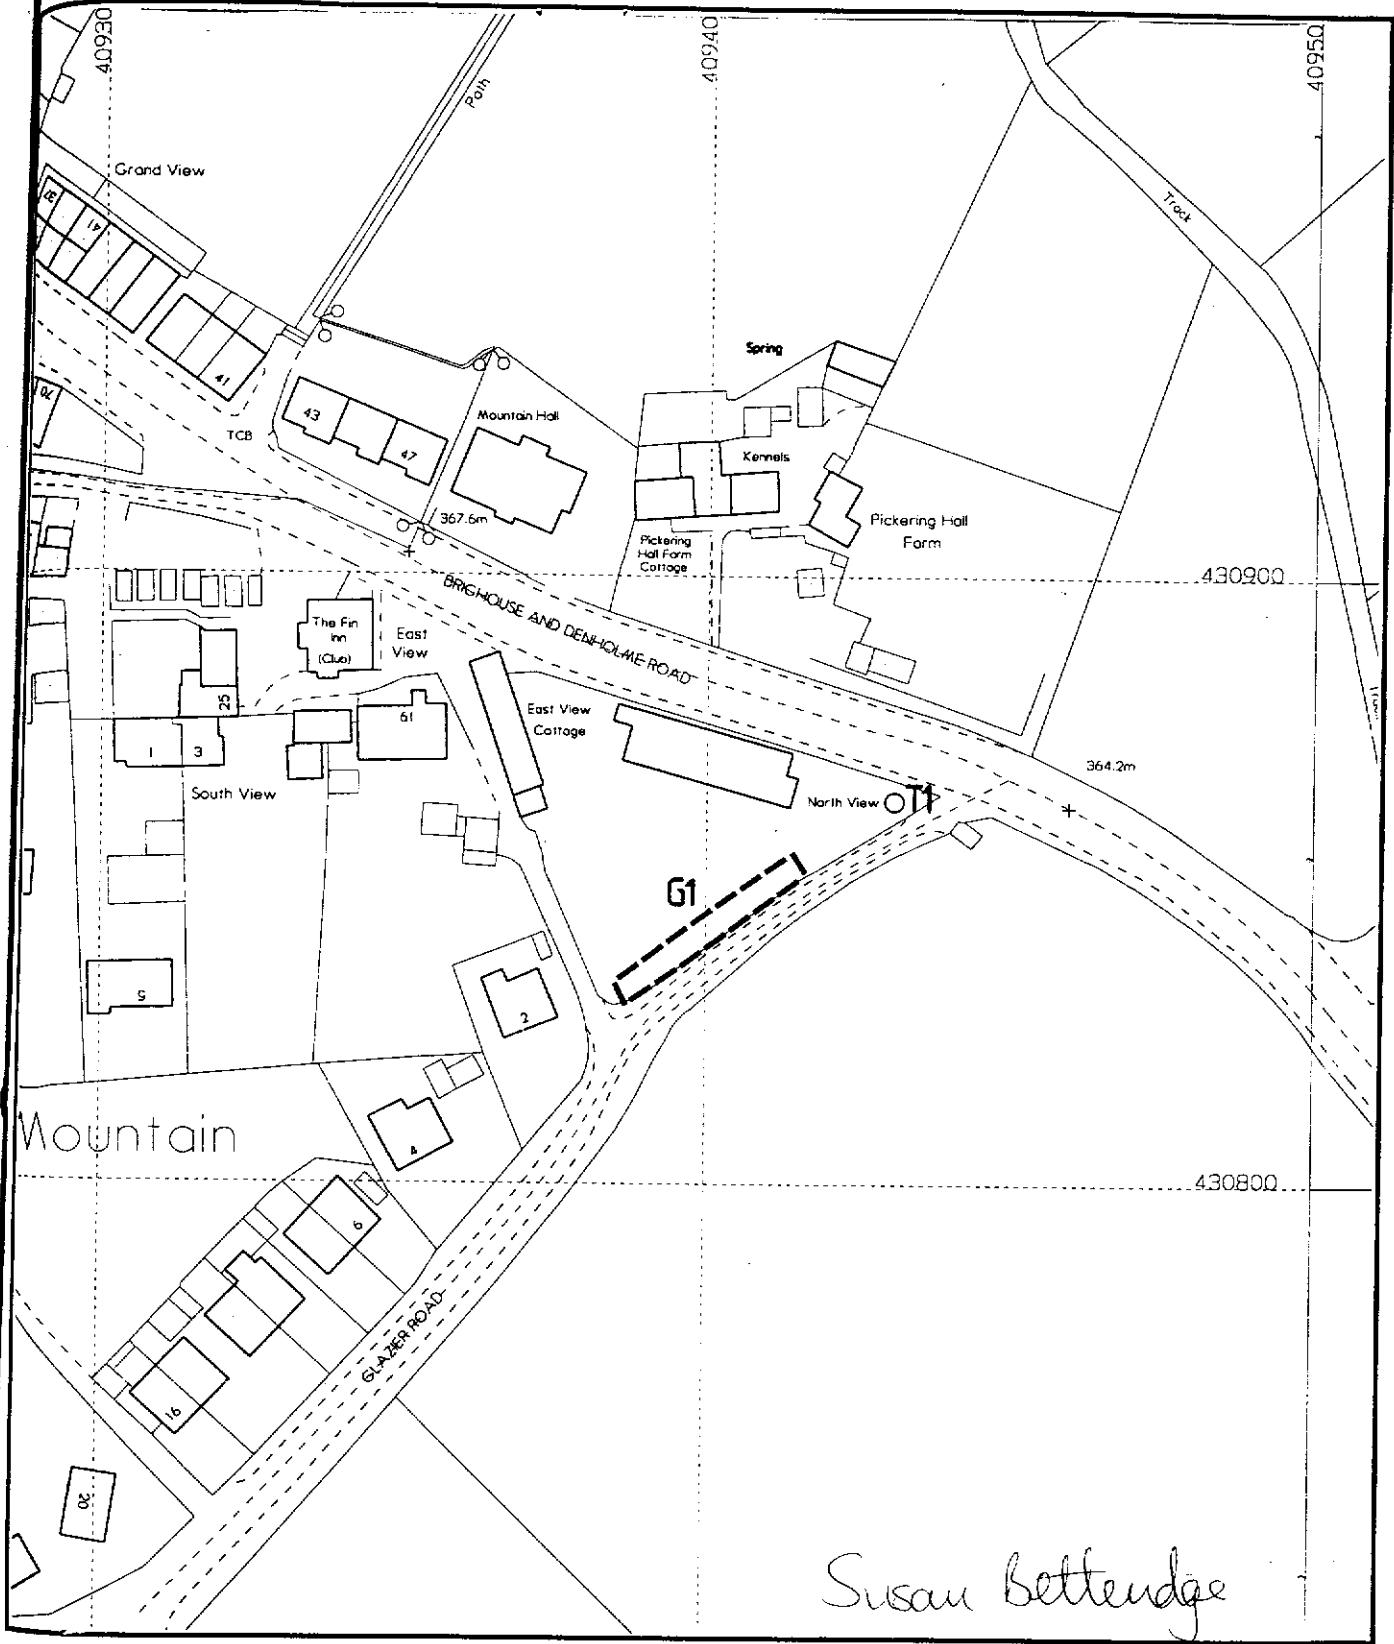 40930
40940
40950
Path
Grand View
Track
37
41
41
70
Spring
43
47
TCB
Mountain Hall
Kennels
367.6m
Pickering Hall
Farm
Pickering
Hall Farm
Cottage
430900
BRIGHOUSE AND DENHOLME ROAD
The Fin
Inn
(Club)
East
View
25
61
East View
Cottage
1
3
South View
364.2m
North View
T1
G1
5
2
Mountain
4
430800
6
GLAZIER ROAD
16
20
Susan Bettendge